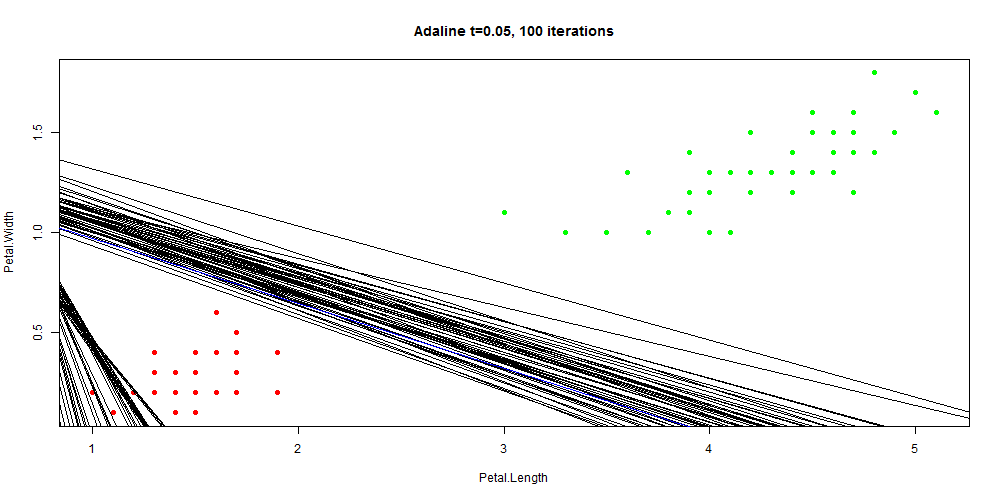 Adaline t=0.05, 100 iterations
Petal.Width
1.5
1.0
0.5
1 2 3 4 5
Petal.Length